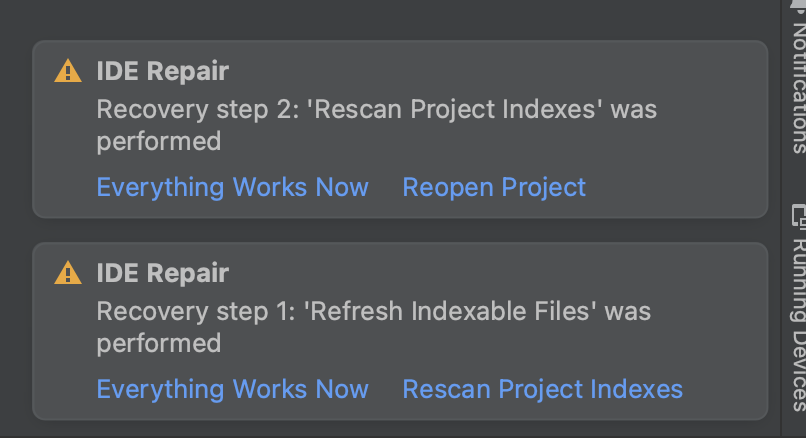 IDE Repair
Recovery step 2: 'Rescan Project Indexes' was
performed
Everything Works Now Reopen Project
IDE Repair
Recovery step 1: 'Refresh Indexable Files' was
performed
Everything Works Now Rescan Project Indexes
Notifications
Running Devices